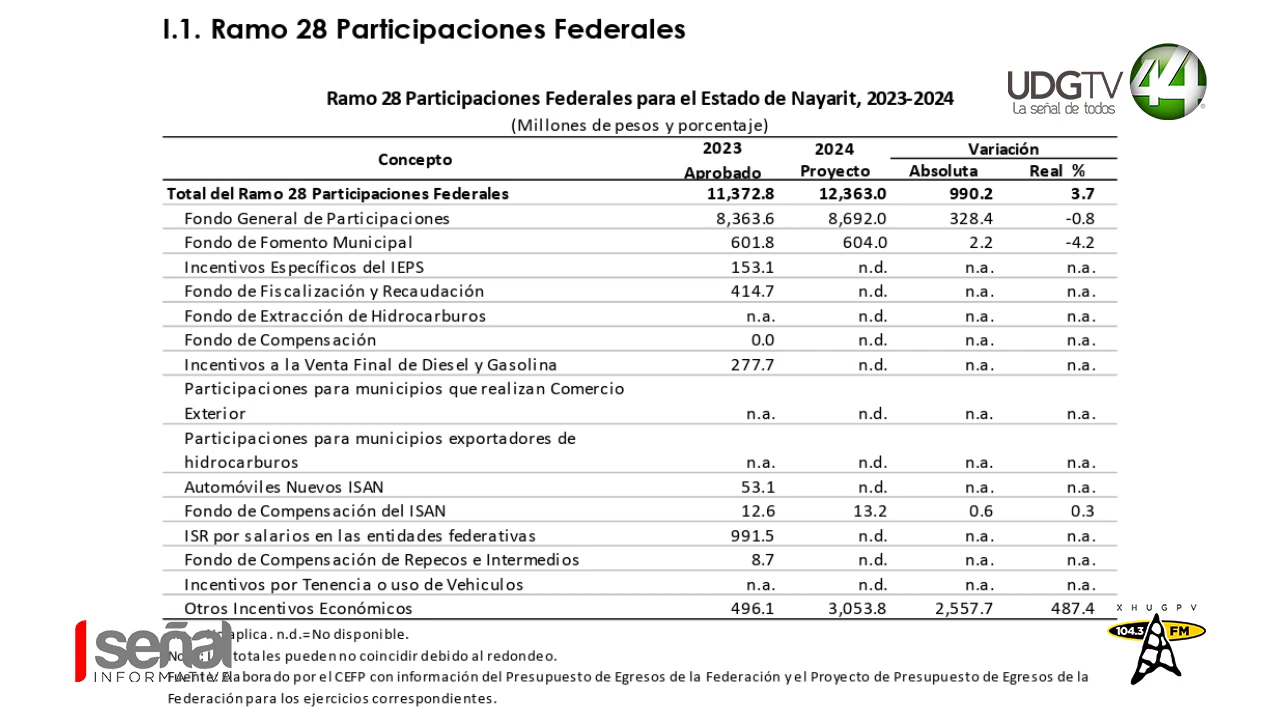 I.1. Ramo 28 Participaciones Federales
UDGTV 44
La señal de todos
Ramo 28 Participaciones Federales para el Estado de Nayarit, 2023-2024
(Millones de pesos y porcentaje)
Concepto 2023 Aprobado 2024 Proyecto Variación Absoluta Real %
Total del Ramo 28 Participaciones Federales 11,372.8 12,363.0 990.2 3.7
Fondo General de Participaciones 8,363.6 8,692.0 328.4 -0.8
Fondo de Fomento Municipal 601.8 604.0 2.2 -4.2
Incentivos Específicos del IEPS 153.1 n.d. n.a. n.a.
Fondo de Fiscalización y Recaudación 414.7 n.d. n.a. n.a.
Fondo de Extracción de Hidrocarburos n.a. n.d. n.a. n.a.
Fondo de Compensación 0.0 n.d. n.a. n.a.
Incentivos a la Venta Final de Diesel y Gasolina 277.7 n.d. n.a. n.a.
Participaciones para municipios que realizan Comercio
Exterior n.a. n.d. n.a. n.a.
Participaciones para municipios exportadores de
hidrocarburos n.a. n.d. n.a. n.a.
Automóviles Nuevos ISAN 53.1 n.d. n.a. n.a.
Fondo de Compensación del ISAN 12.6 13.2 0.6 0.3
ISR por salarios en las entidades federativas 991.5 n.d. n.a. n.a.
Fondo de Compensación de Repecos e Intermedios 8.7 n.d. n.a. n.a.
Incentivos por Tenencia o uso de Vehiculos n.a. n.d. n.a. n.a.
Otros Incentivos Económicos 496.1 3,053.8 2,557.7 487.4
aplica. n.d.= No disponible.
totales pueden no coincidir debido al redondeo.
Fuente: Elaborado por el CEFP con información del Presupuesto de Egresos de la Federación y el Proyecto de Presupuesto de Egresos de la
Federación para los ejercicios correspondientes.
señal
INFORMATIVA
XHUGPV
104.3 FM